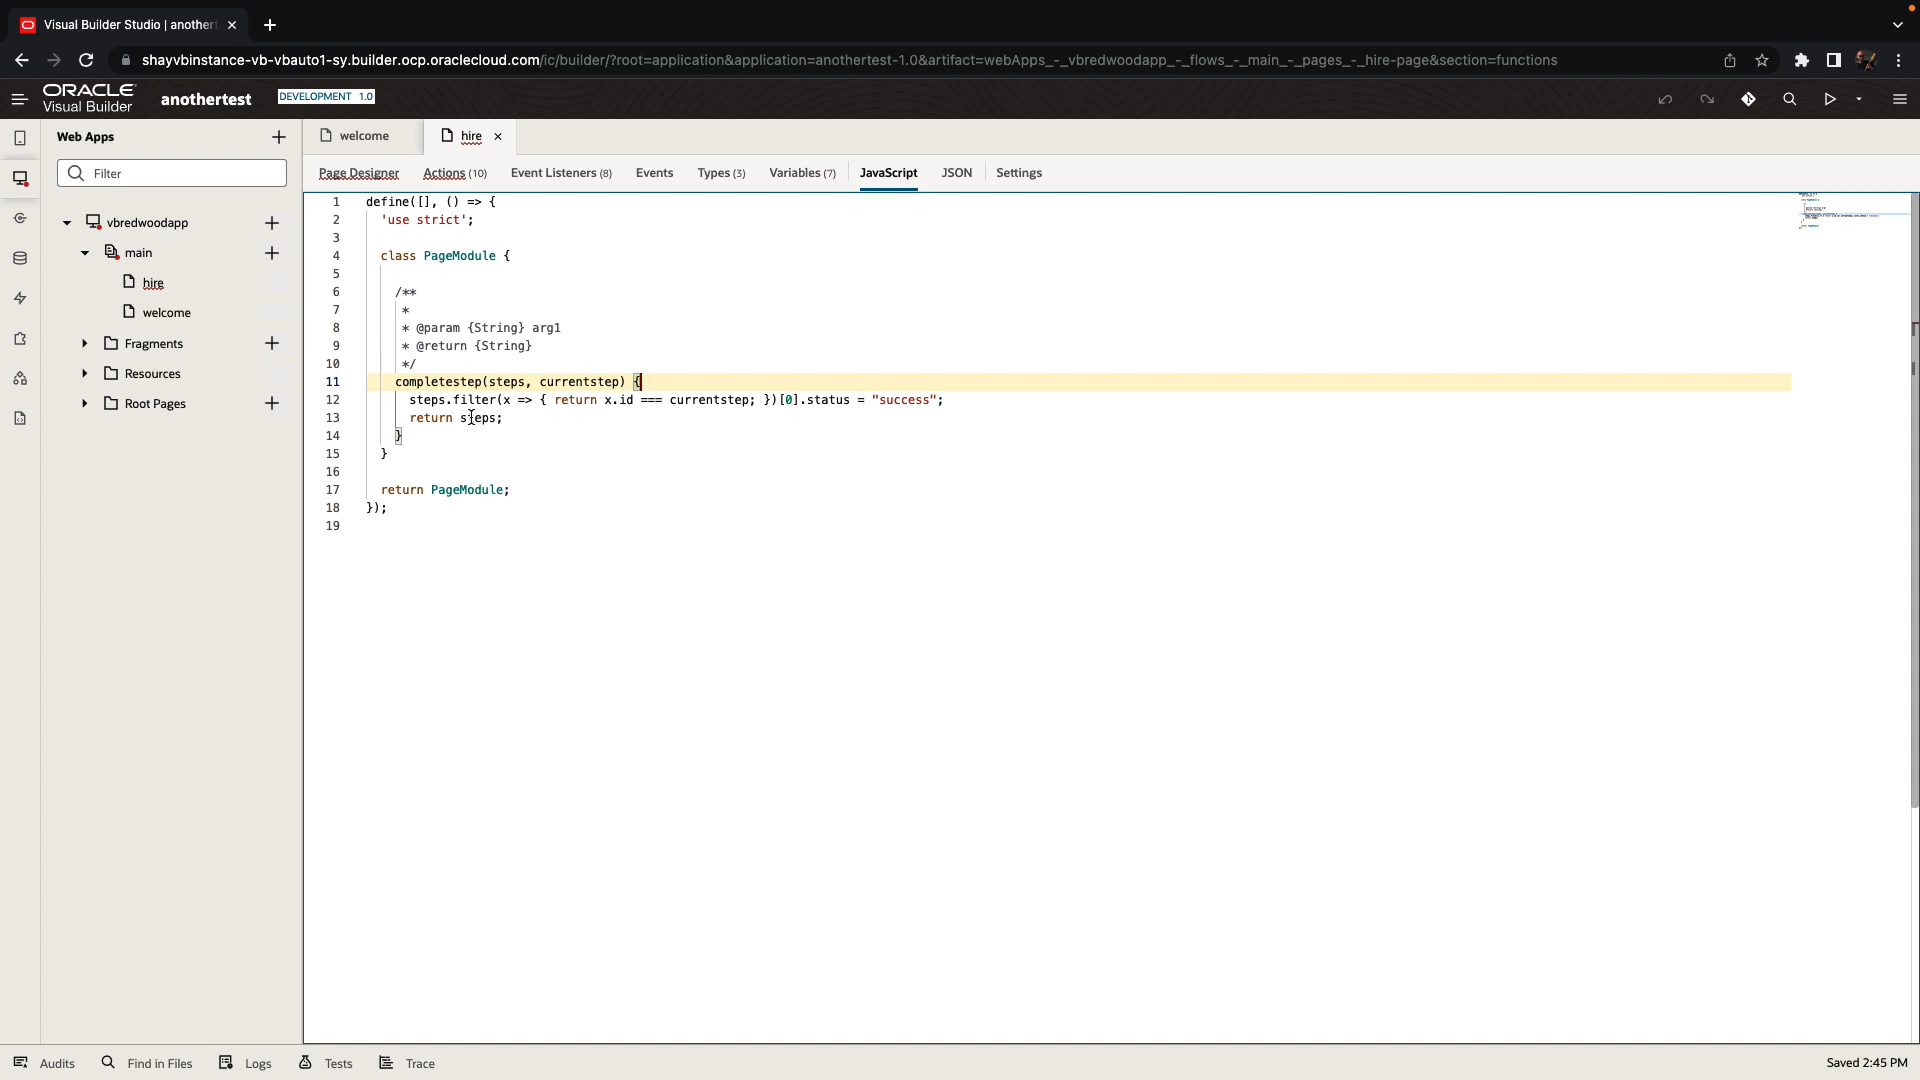 Visual Builder Studio | another
shayvbinstance-vb-vbauto1-sy.builder.ocp.oraclecloud.com/ic/builder/?root=application&application=anothertest-1.0&artifact=webApps_-_vbredwoodapp_-_flows_-_main_-_pages_-_hire-page&section=functions
ORACLE
Visual Builder
anothertest
DEVELOPMENT 1.0
Web Apps
Filter
vbredwoodapp
main
hire
welcome
Fragments
Resources
Root Pages
welcome
hire
Page Designer
Actions (10)
Event Listeners (8)
Events
Types (3)
Variables (7)
JavaScript
JSON
Settings
1 define([], () => {
2 'use strict';
3
4 class PageModule {
5
6 /**
7 *
8 * @param {String} arg1
9 * @return {String}
10 */
11 completestep(steps, currentstep) {
12 steps.filter(x => { return x.id === currentstep; })[0].status = "success";
13 return steps;
14 }
15 }
16
17 return PageModule;
18 });
19
Audits
Find in Files
Logs
Tests
Trace
Saved 2:45 PM